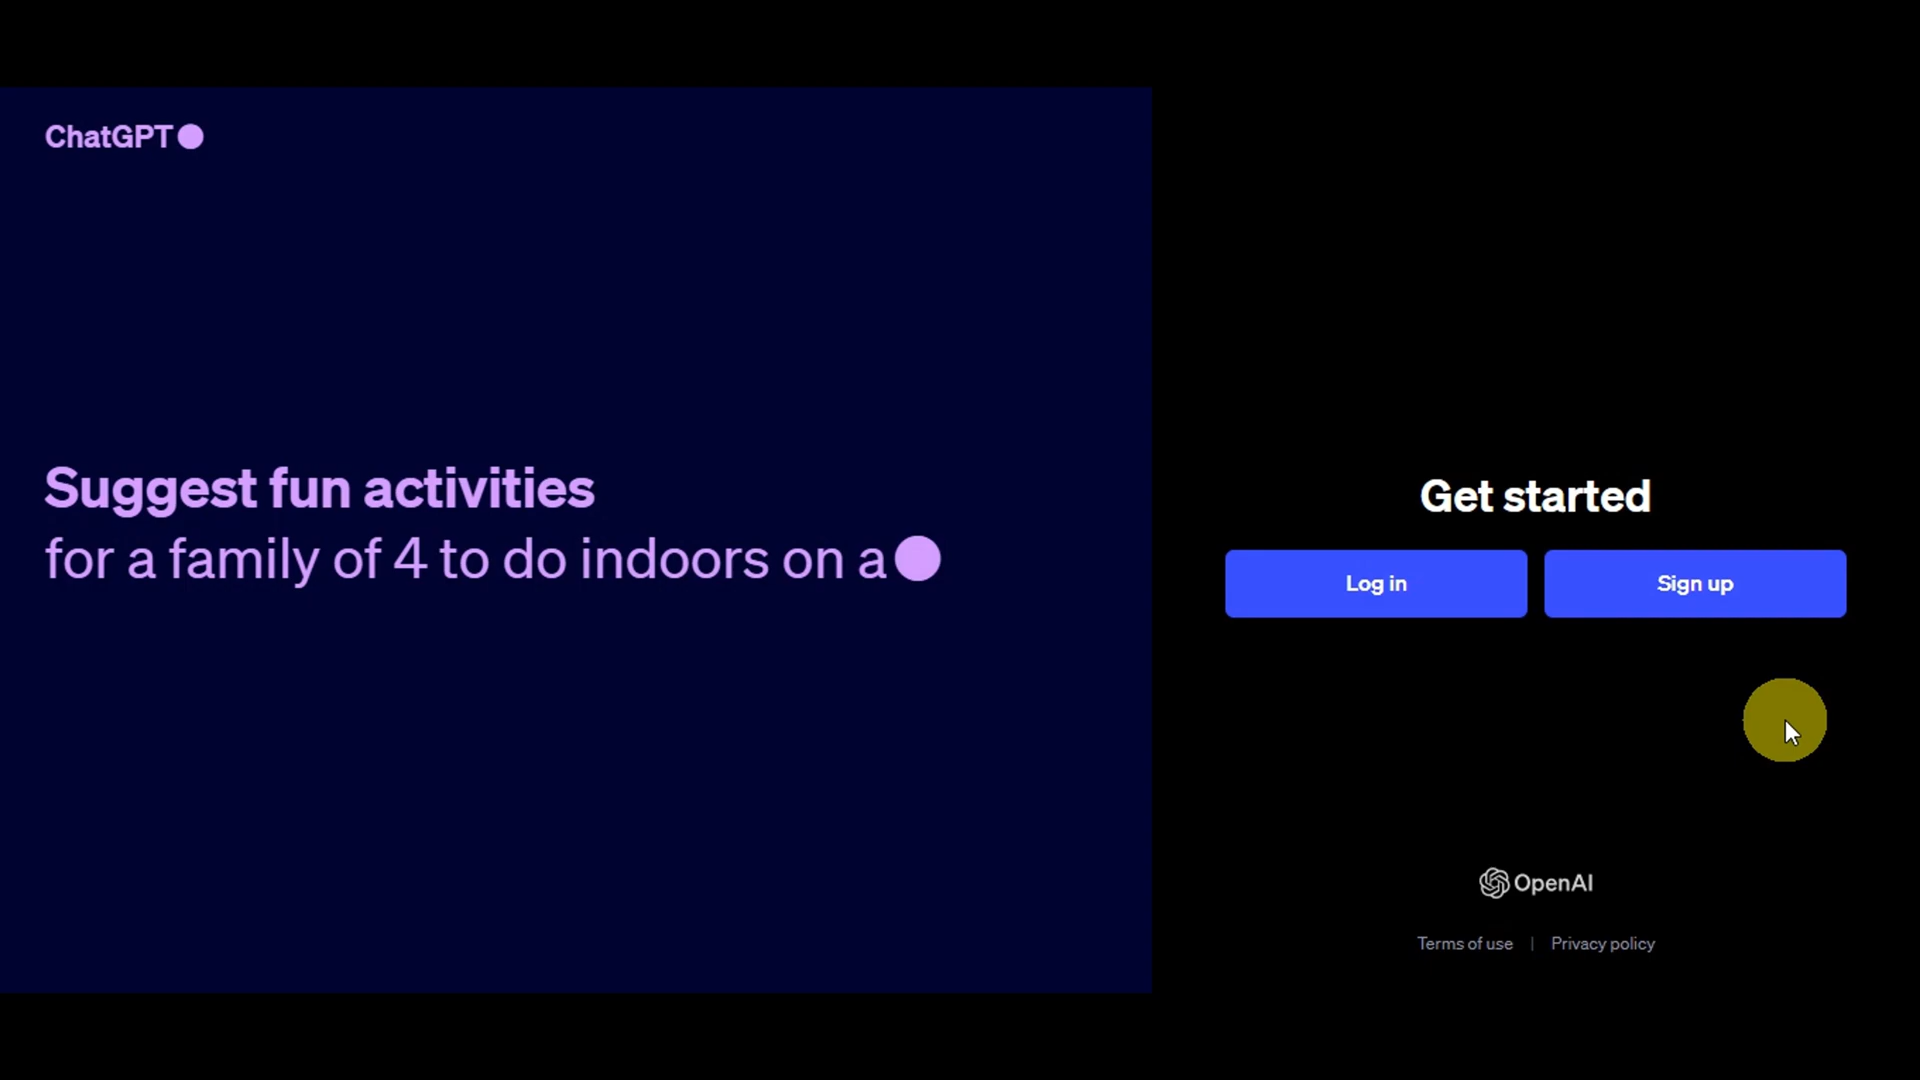 ChatGPT
Suggest fun activities
for a family of 4 to do indoors on a
Get started
Log in
Sign up
OpenAI
Terms of use | Privacy policy